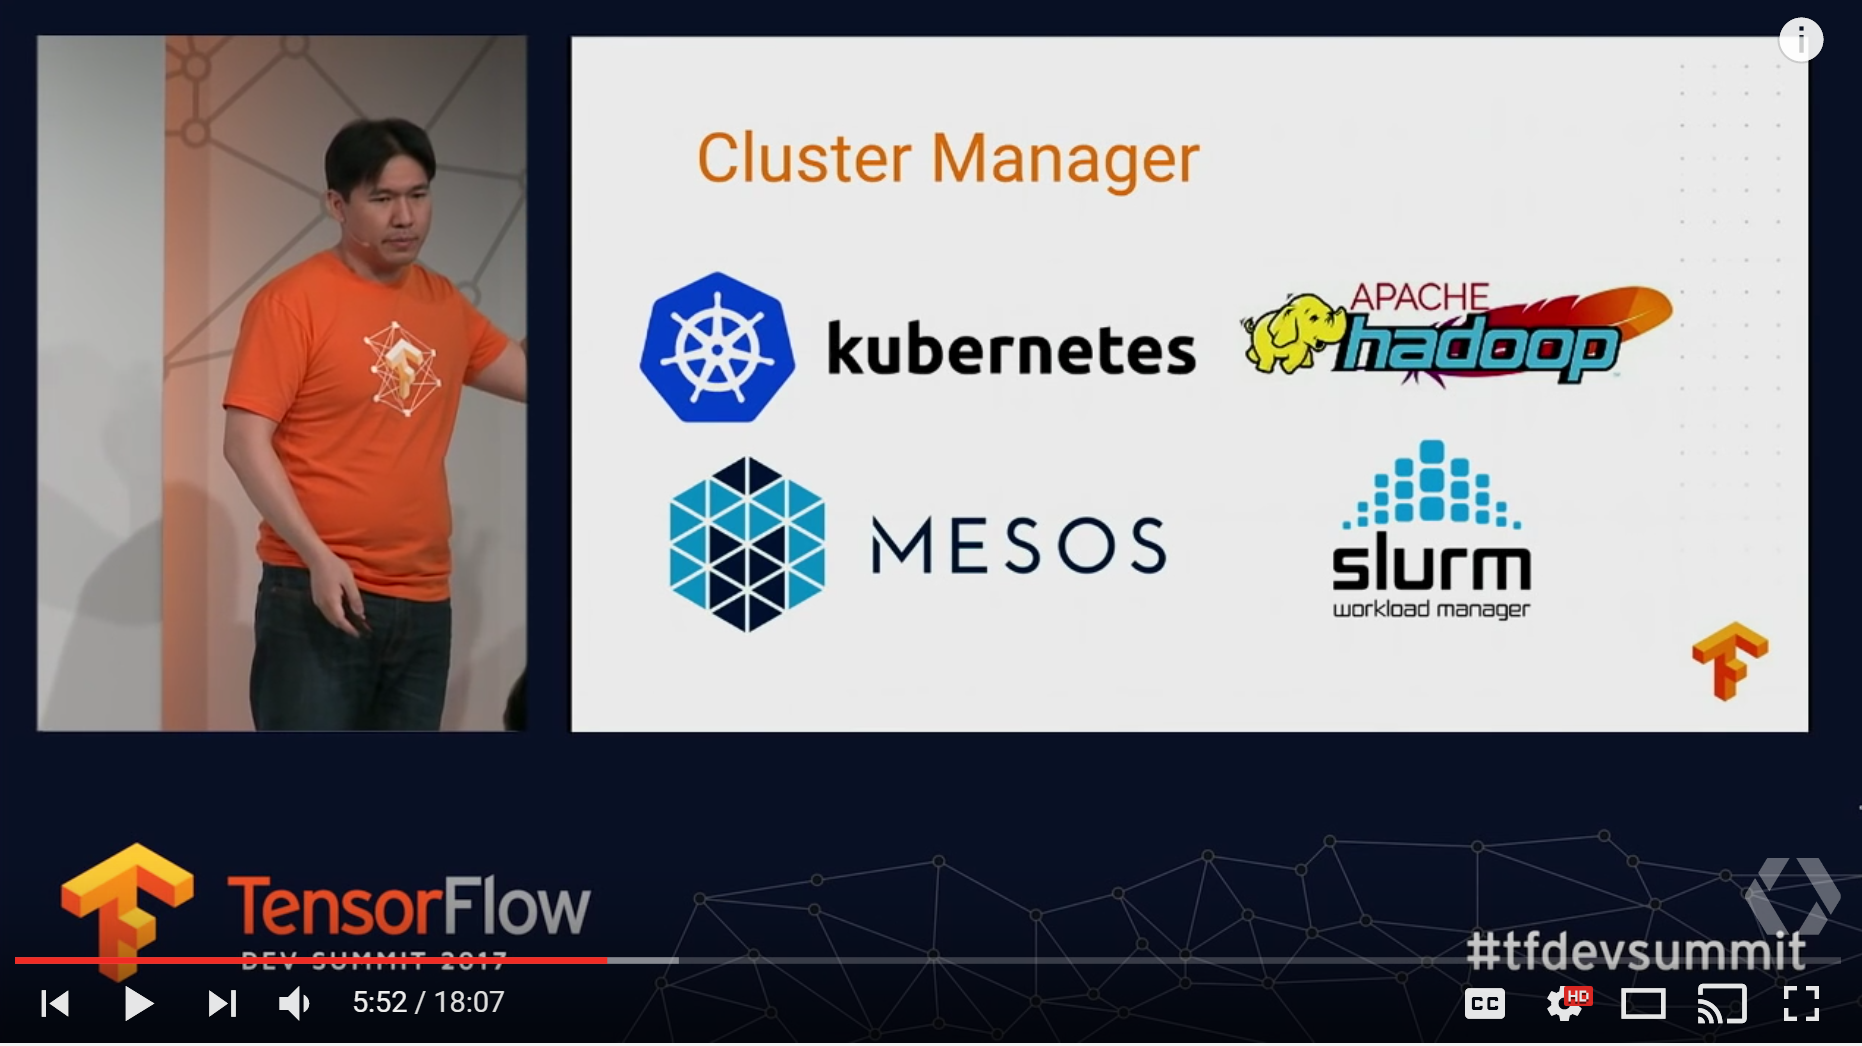 Cluster Manager
kubernetes
APACHE
hadoop
MESOS
slurm
workload manager
TensorFlow
DEV SUMMIT 2017
#tfdevsummit
5:52 / 18:07
CC
HD